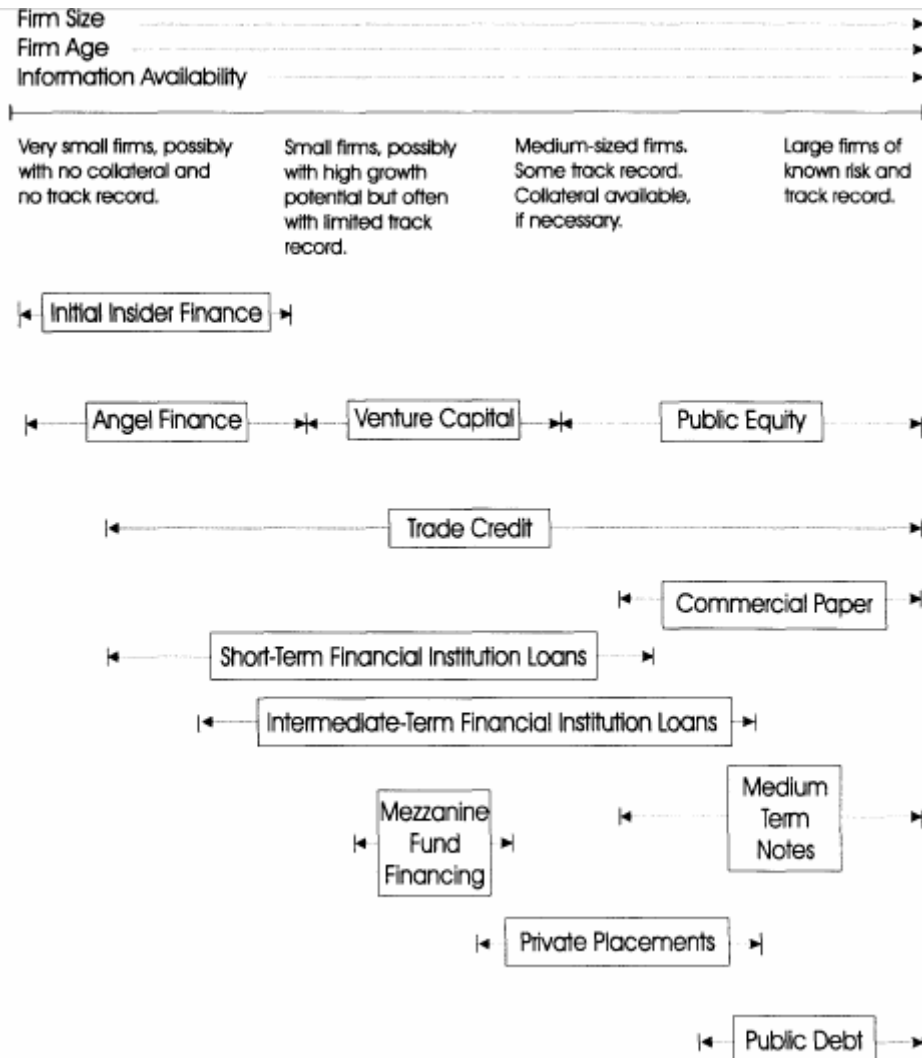 Firm Size
Firm Age
Information Availability
Very small firms, possibly
with no collateral and
no track record.
Small firms, possibly
with high growth
potential but often
with limited track
record.
Medium-sized firms.
Some track record.
Collateral available,
if necessary.
Large firms of
known risk and
track record.
Initial Insider Finance
Angel Finance
Venture Capital
Public Equity
Trade Credit
Commercial Paper
Short-Term Financial Institution Loans
Intermediate-Term Financial Institution Loans
Mezzanine
Fund
Financing
Medium
Term
Notes
Private Placements
Public Debt